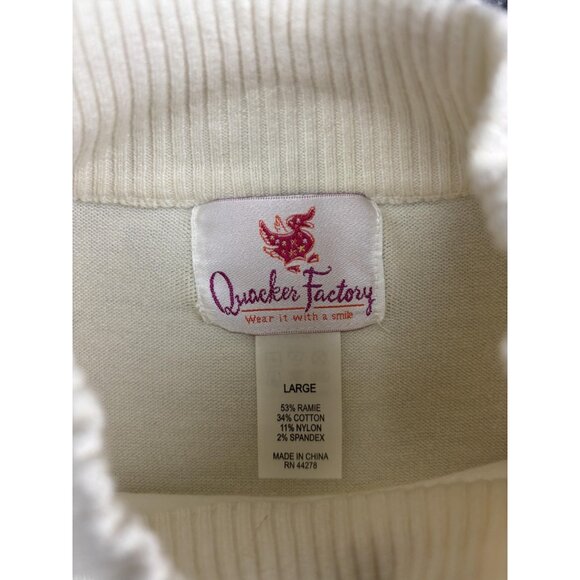 Quacker Factory
Wear it with a smile
LARGE
53% RAMIE
34% COTTON
11% NYLON
2% SPANDEX
MADE IN CHINA
RN 44278